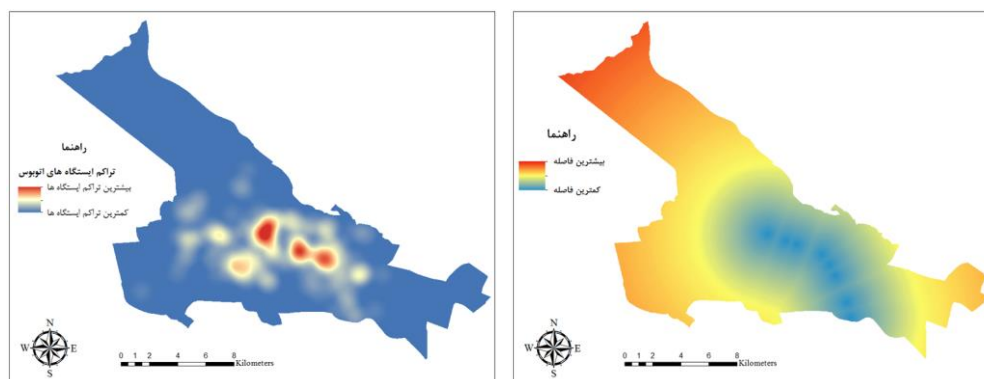 راهنما
تراکم ایستگاه های اتوبوس
بیشترین تراکم ایستگاه ها
کمترین تراکم ایستگاه ها
N
W E
S
0 1 2 4 6 8
Kilometers
راهنما
بیشترین فاصله
کمترین فاصله
N
W E
S
0 1 2 4 6 8
Kilometers